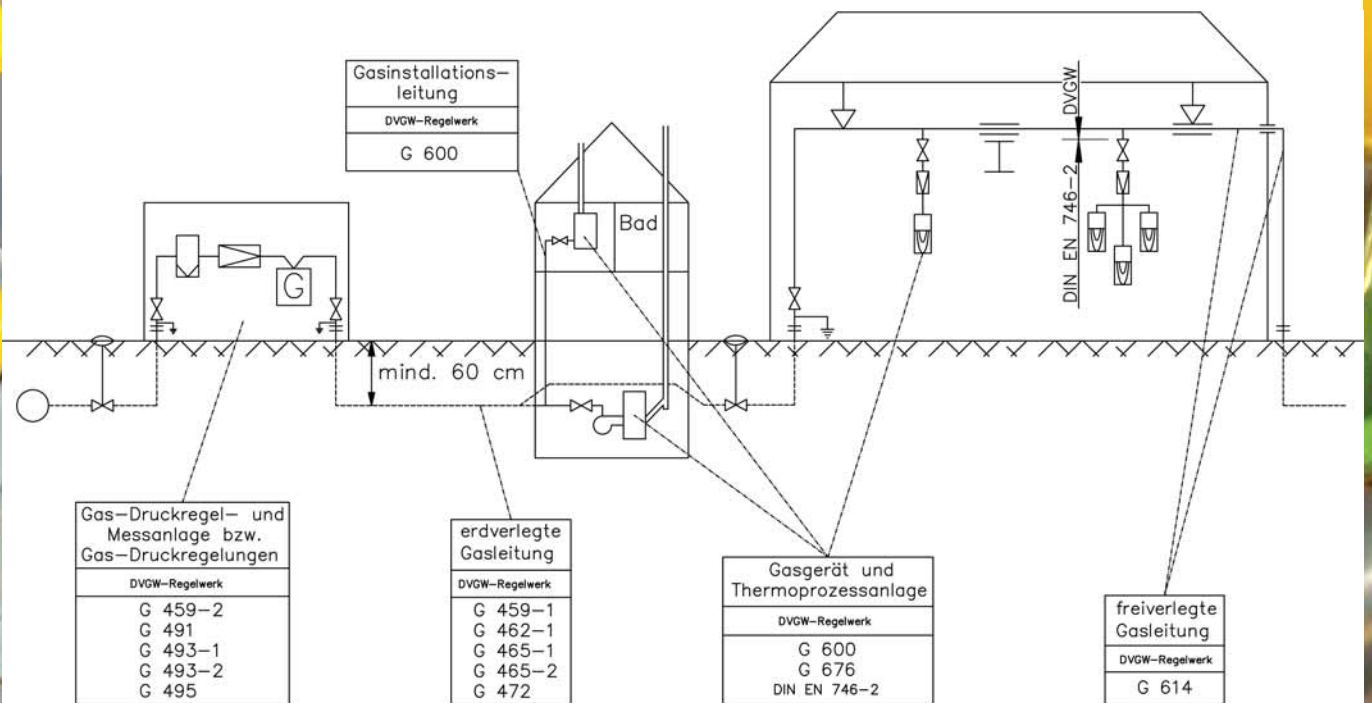 Gasinstallations-
leitung
DVGW-Regelwerk
G 600
Bad
DVGW
DIN EN 746-2
G
mind. 60 cm
Gas-Druckregel- und
Messanlage bzw.
Gas-Druckregelungen
DVGW-Regelwerk
G 459-2
G 491
G 493-1
G 493-2
G 495
erdverlegte
Gasleitung
DVGW-Regelwerk
G 459-1
G 462-1
G 465-1
G 465-2
G 472
Gasgerät und
Thermoprozessanlage
DVGW-Regelwerk
G 600
G 676
DIN EN 746-2
freiverlegte
Gasleitung
DVGW-Regelwerk
G 614